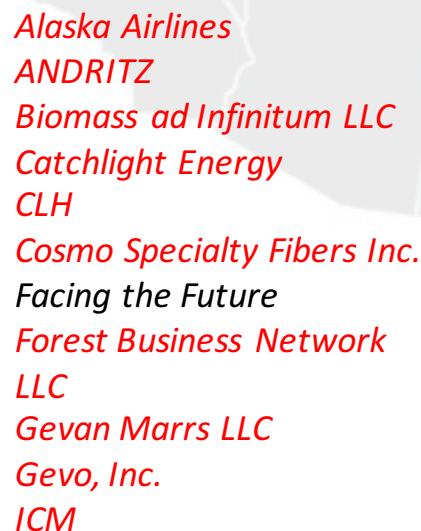 Alaska Airlines
ANDRITZ
Biomass ad Infinitum LLC
Catchlight Energy
CLH
Cosmo Specialty Fibers Inc.
Facing the Future
Forest Business Network
LLC
Gevan Marrs LLC
Gevo, Inc.
ICM